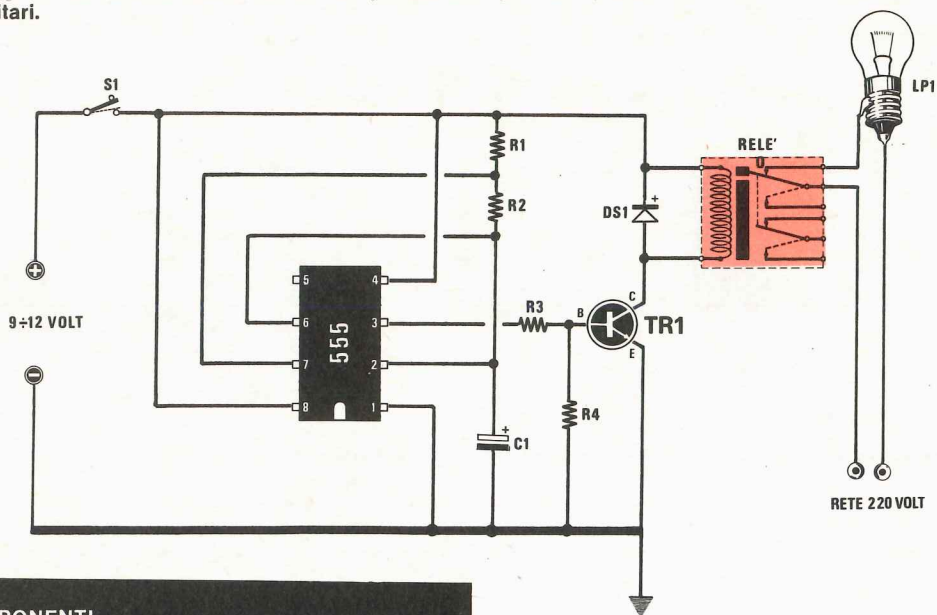 itari.
S1
LP1
R1
RELE'
R2
DS1
+
5
4
C
6
3
R3
B
TR1
9÷12 VOLT
555
7
2
E
R4
8
1
+
C1
RETE 220 VOLT
PONENTI